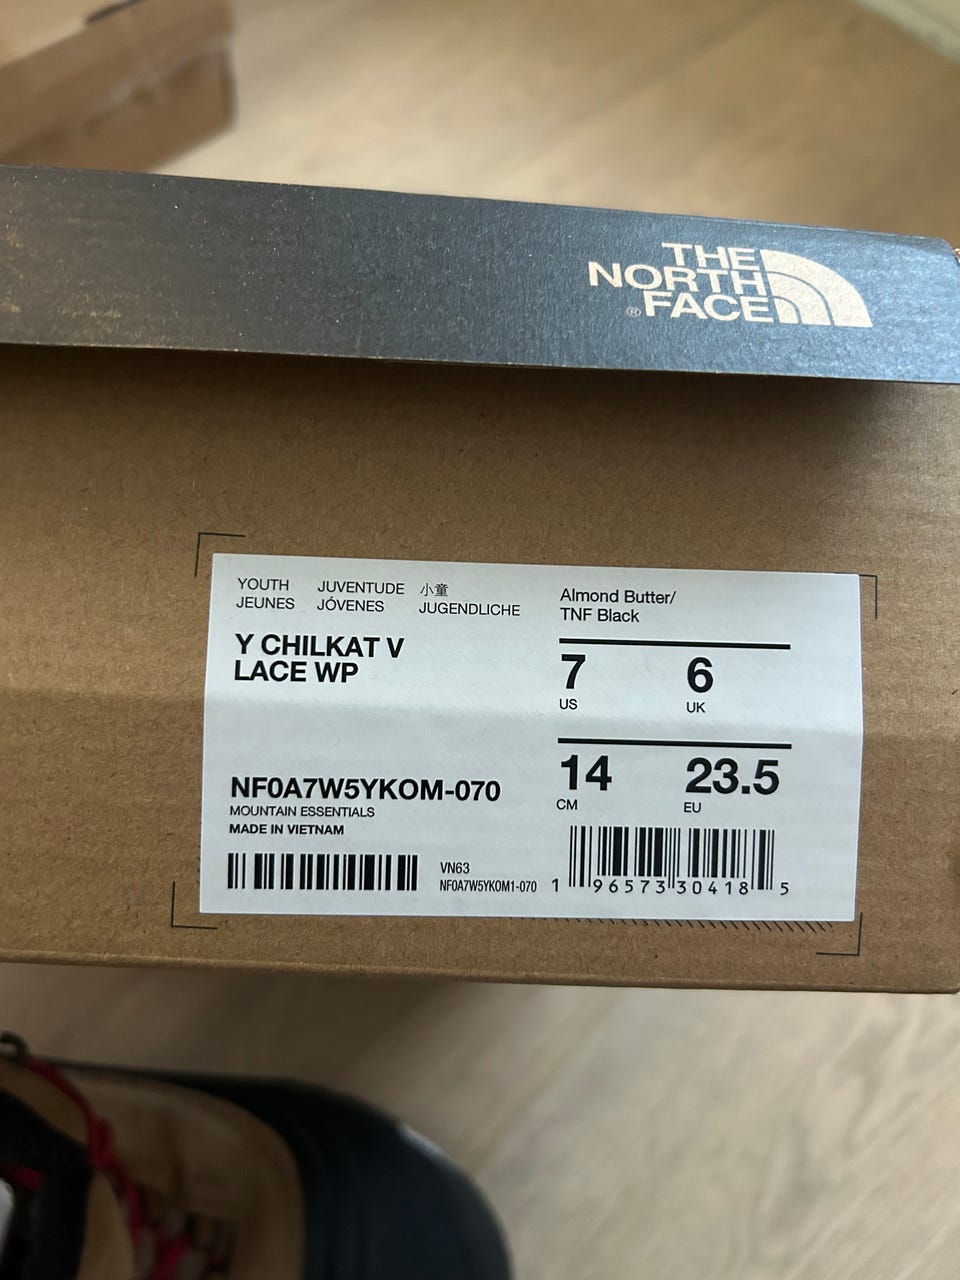 THE
NORTH
® FACE
YOUTH JUVENTUDE 小童
JEUNES JÓVENES JUGENDLICHE
Y CHILKAT V
LACE WP
Almond Butter/
TNF Black
7 6
US UK
14 23.5
CM EU
NF0A7W5YKOM-070
MOUNTAIN ESSENTIALS
MADE IN VIETNAM
VN63
NF0A7W5YKOM1-070
1 96573 30418 5